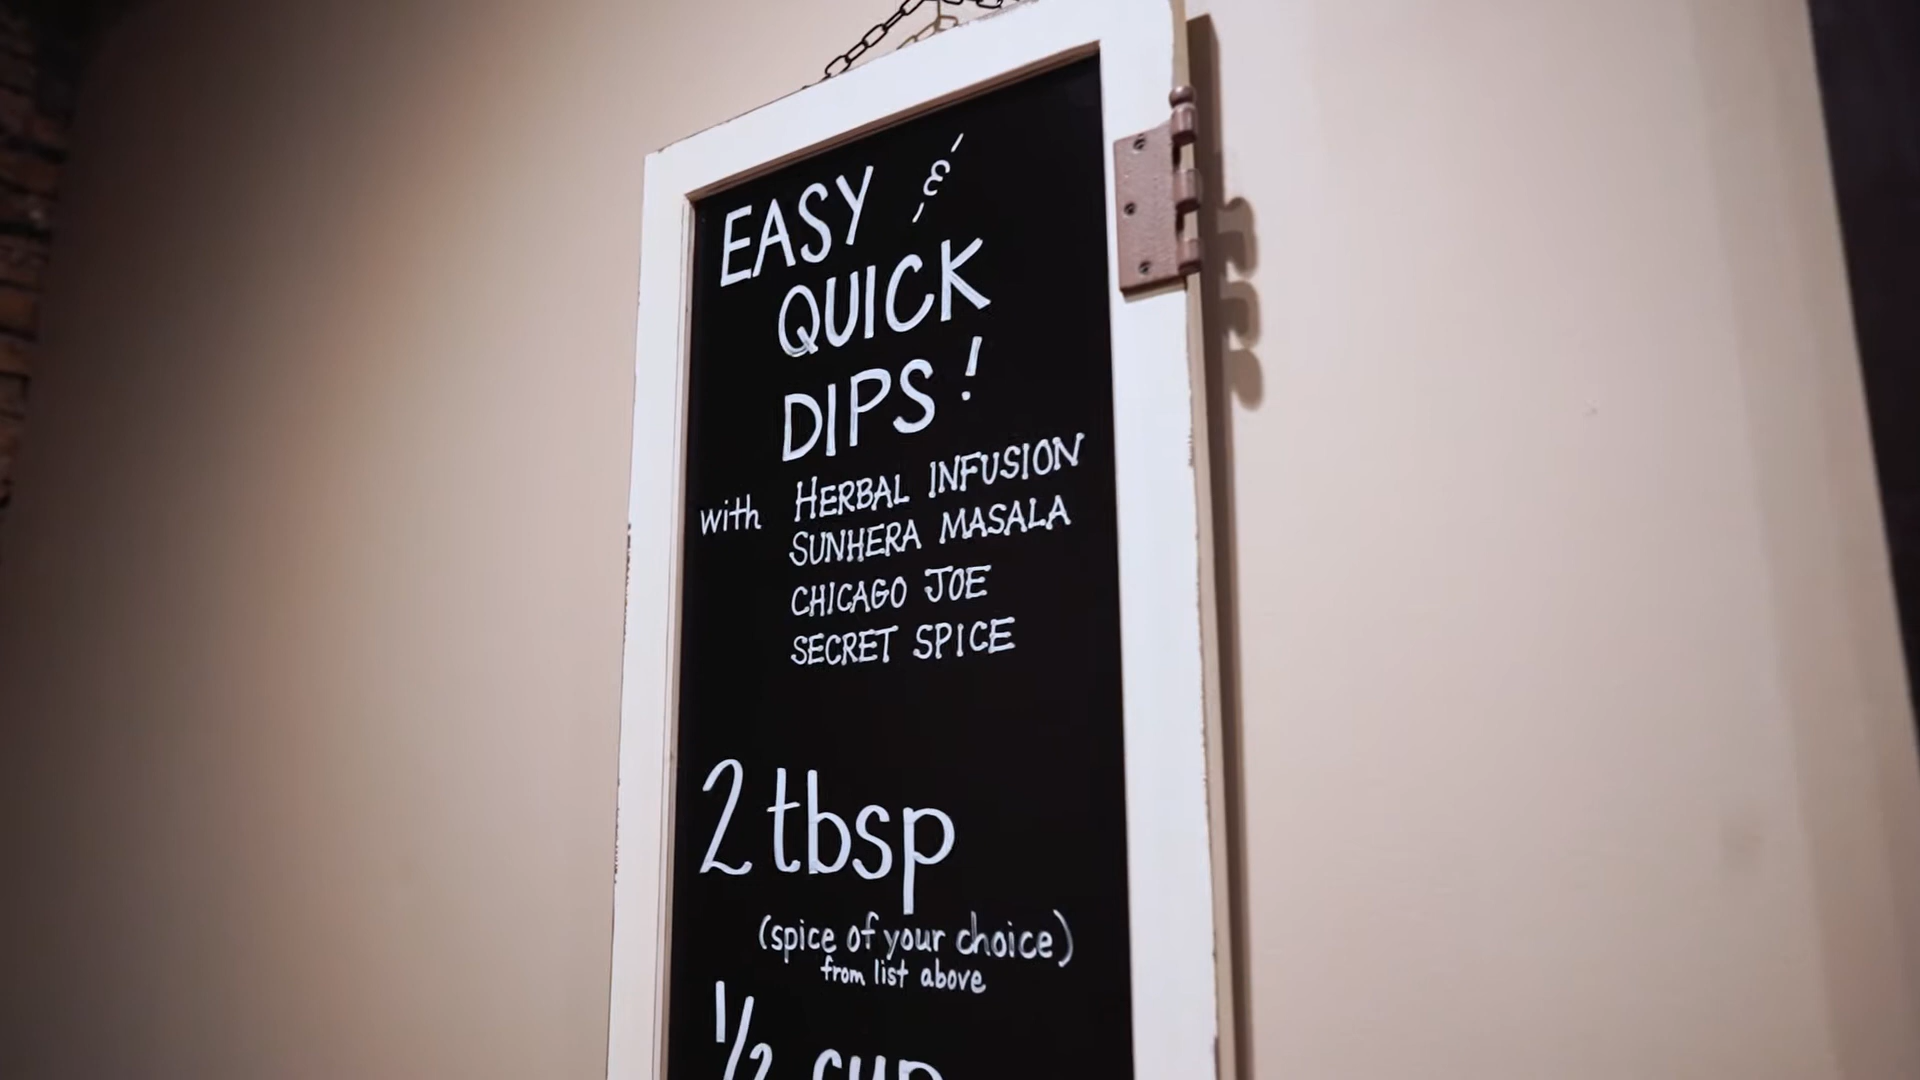 EASY &
QUICK
DIPS!
with HERBAL INFUSION
SUNHERA MASALA
CHICAGO JOE
SECRET SPICE
2 tbsp
(spice of your choice)
from list above
1/2 cup